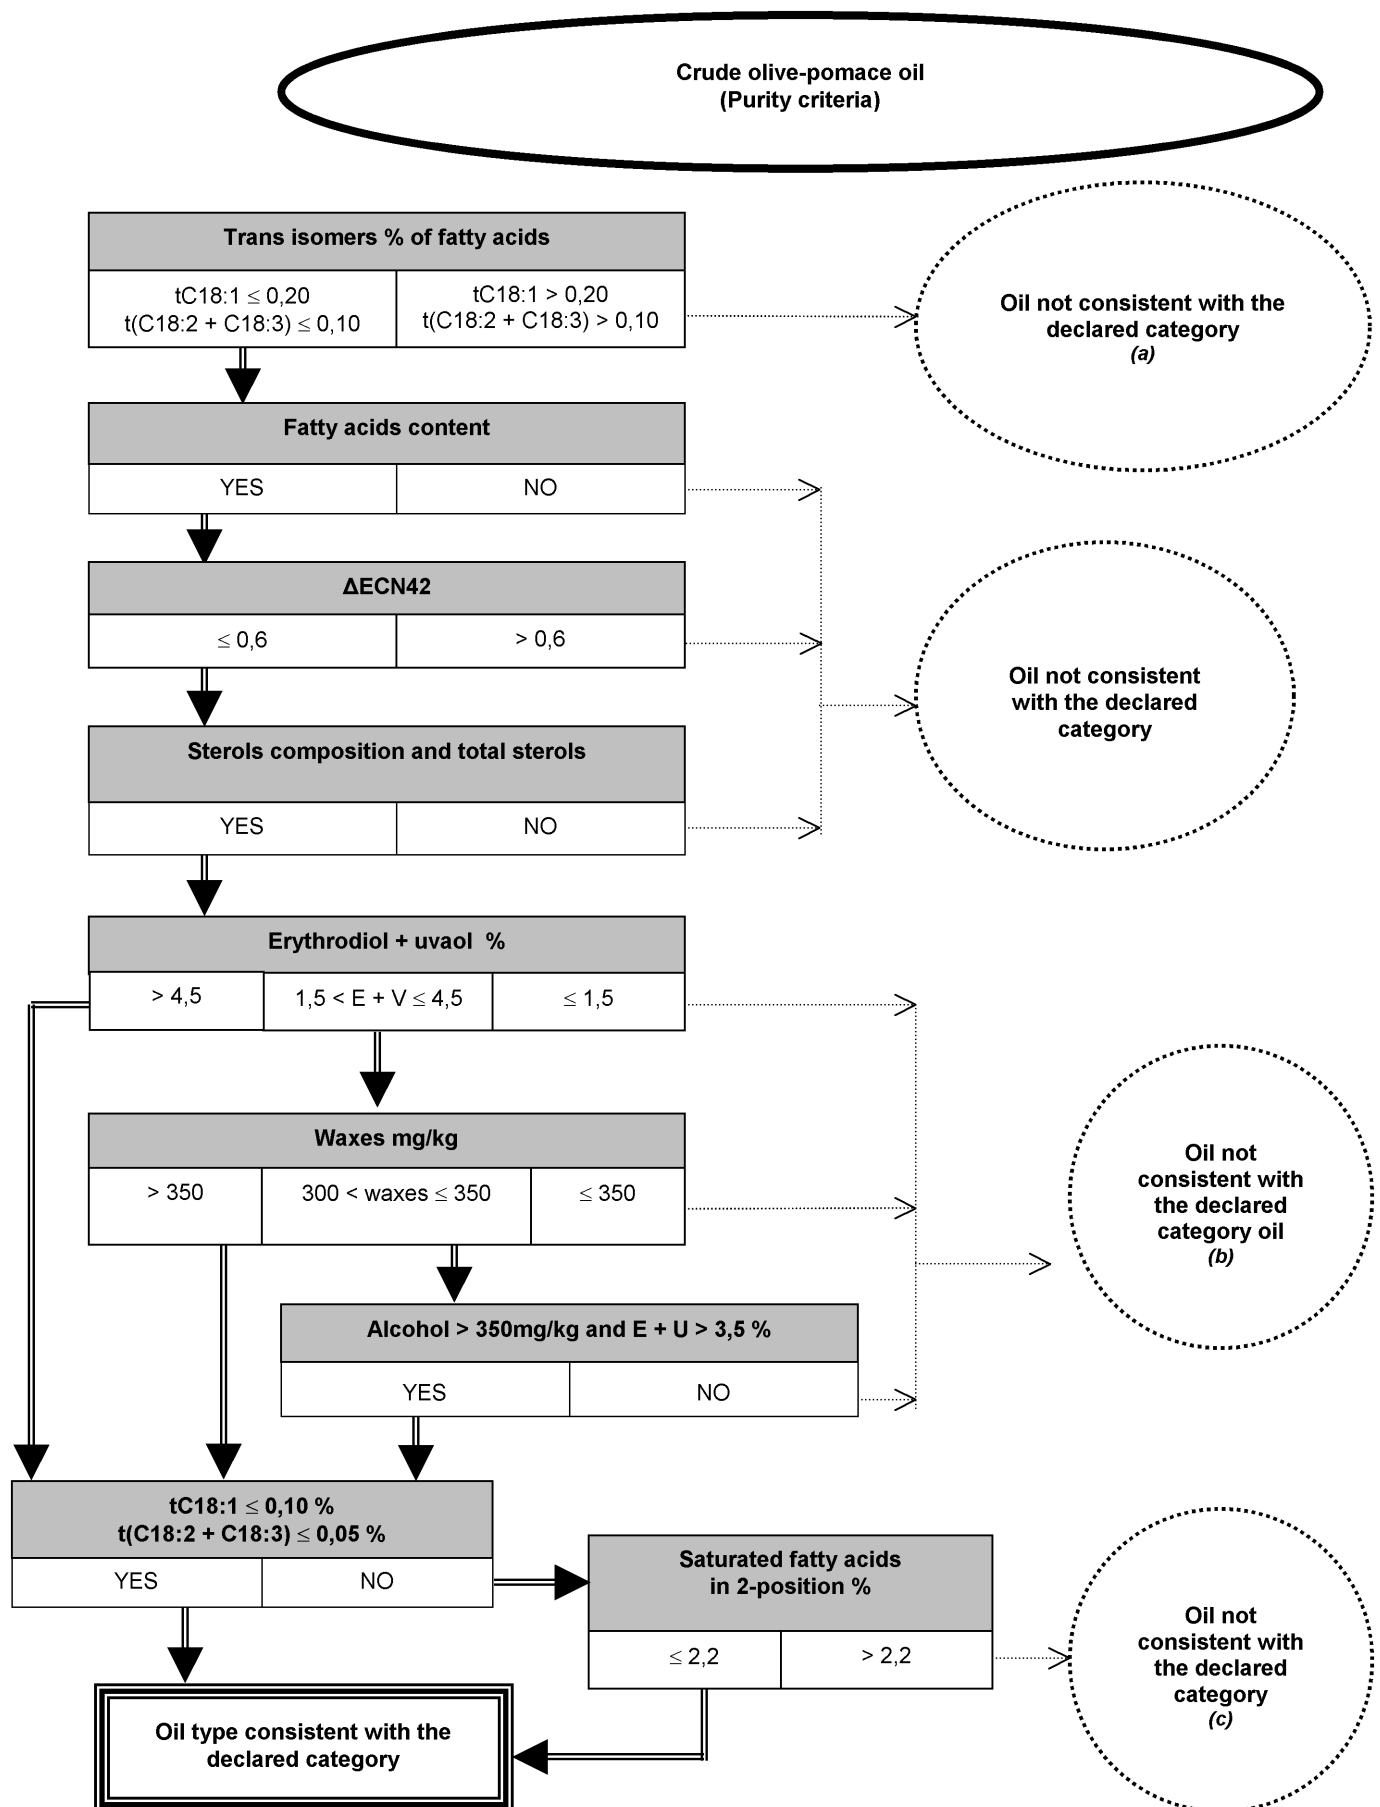 Crude olive-pomace oil
(Purity criteria)
Trans isomers % of fatty acids
tC18:1 ≤ 0,20
t(C18:2 + C18:3) ≤ 0,10
tC18:1 > 0,20
t(C18:2 + C18:3) > 0,10
Oil not consistent with the
declared category
(a)
Fatty acids content
YES
NO
ΔECN42
≤ 0,6
> 0,6
Oil not consistent
with the declared
category
Sterols composition and total sterols
YES
NO
Erythrodiol + uvaol %
> 4,5
1,5 < E + V ≤ 4,5
≤ 1,5
Waxes mg/kg
> 350
300 < waxes ≤ 350
≤ 350
Oil not
consistent with
the declared
category oil
(b)
Alcohol > 350mg/kg and E + U > 3,5 %
YES
NO
tC18:1 ≤ 0,10 %
t(C18:2 + C18:3) ≤ 0,05 %
YES
NO
Saturated fatty acids
in 2-position %
≤ 2,2
> 2,2
Oil not
consistent with
the declared
category
(c)
Oil type consistent with the
declared category